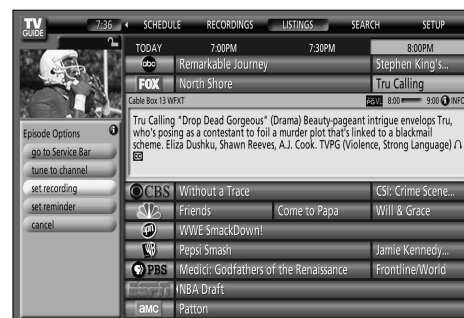 TV GUIDE 7:36 SCHEDULE RECORDINGS LISTINGS SEARCH SETUP
TODAY 7:00PM 7:30PM 8:00PM
abc Remarkable Journey Stephen King's...
FOX North Shore Tru Calling
Cable Box 13 WFXT PG V,L 8:00 9:00 INFO
Tru Calling "Drop Dead Gorgeous" (Drama) Beauty-pageant intrigue envelops Tru,
who's posing as a contestant to foil a murder plot that's linked to a blackmail
scheme. Eliza Dushku, Shawn Reeves, A.J. Cook. TVPG (Violence, Strong Language)
CC
Episode Options
go to Service Bar
tune to channel
set recording
set reminder
cancel
CBS Without a Trace CSI: Crime Scene...
Friends Come to Papa Will & Grace
upn WWE SmackDown!
WB Pepsi Smash Jamie Kennedy...
PBS Medici: Godfathers of the Renaissance Frontline/World
NBA Draft
amc Patton